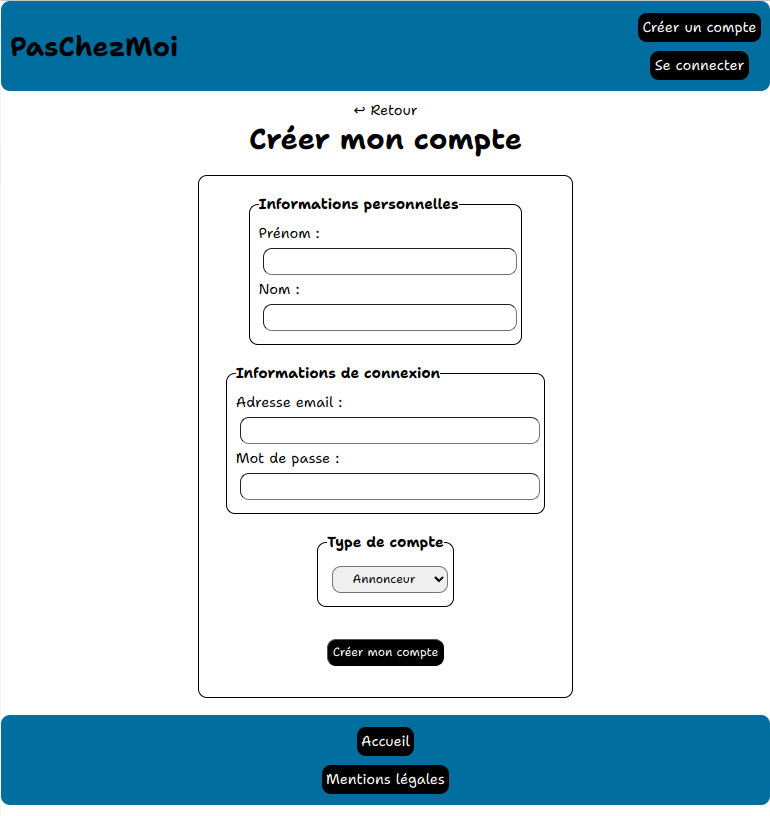 PasChezMoi
Créer un compte
Se connecter
↩ Retour
Créer mon compte
Informations personnelles
Prénom :
Nom :
Informations de connexion
Adresse email :
Mot de passe :
Type de compte
Annonceur
Créer mon compte
Accueil
Mentions légales